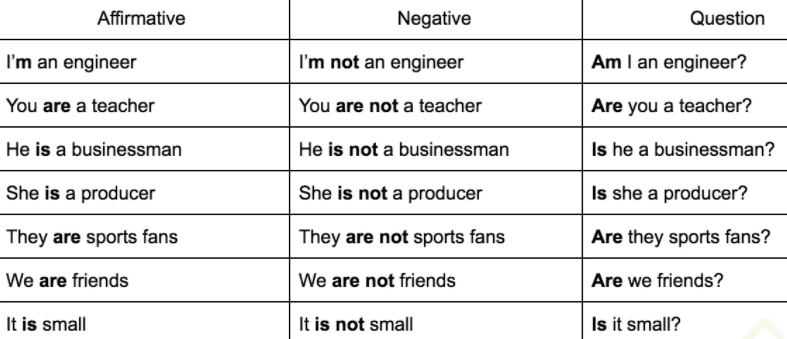 Affirmative Negative Question
I'm an engineer I'm not an engineer Am I an engineer?
You are a teacher You are not a teacher Are you a teacher?
He is a businessman He is not a businessman Is he a businessman?
She is a producer She is not a producer Is she a producer?
They are sports fans They are not sports fans Are they sports fans?
We are friends We are not friends Are we friends?
It is small It is not small Is it small?